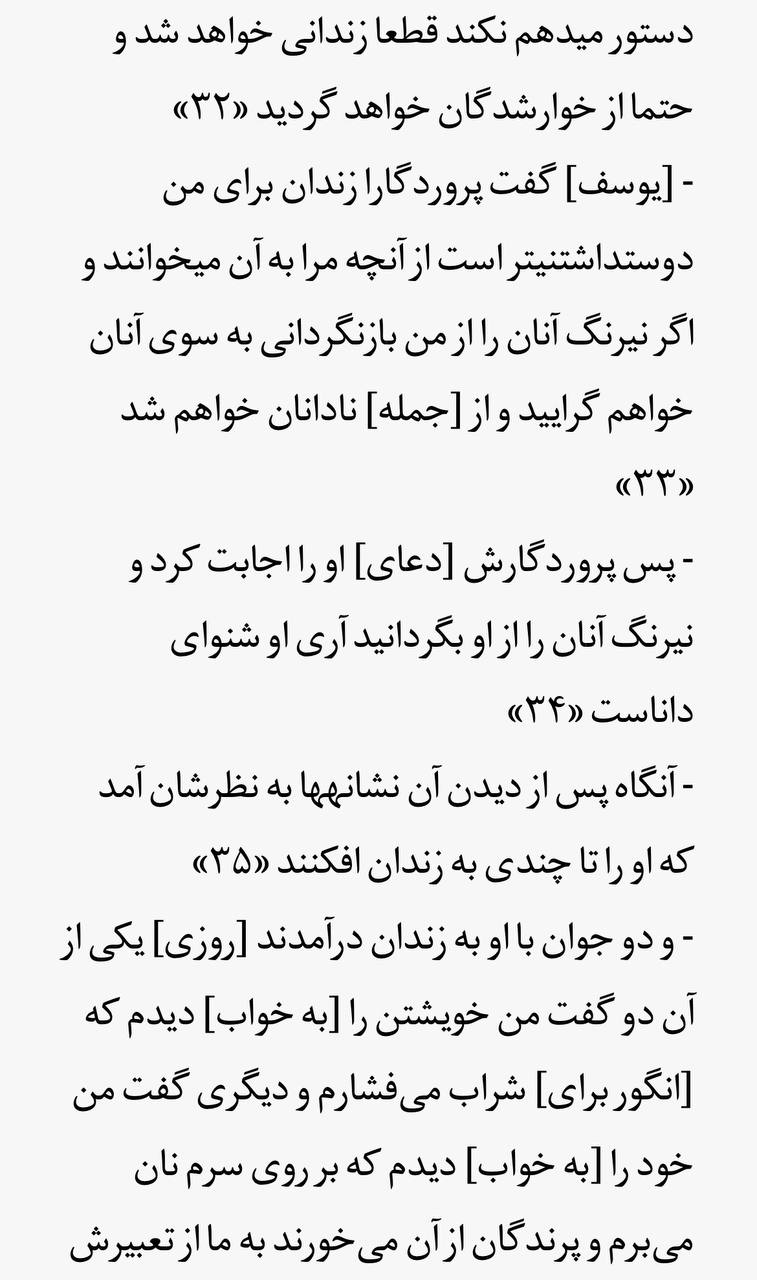 دستور میدهم نکند قطعا زندانی خواهد شد و
حتما از خوارشدگان خواهد گردید «۳۲»
- [یوسف] گفت پروردگارا زندان برای من
دوستداشتنیتر است از آنچه مرا به آن میخوانند و
اگر نیرنگ آنان را از من بازنگردانی به سوی آنان
خواهم گرایید و از [جمله] نادانان خواهم شد
«۳۳»
- پس پروردگارش [دعای] او را اجابت کرد و
نیرنگ آنان را از او بگردانید آری او شنوای
داناست «۳۴»
- آنگاه پس از دیدن آن نشانهها به نظرشان آمد
که او را تا چندی به زندان افکنند «۳۵»
- و دو جوان با او به زندان درآمدند [روزی] یکی از
آن دو گفت من خویشتن را [به خواب] دیدم که
[انگور برای] شراب می‌فشارم و دیگری گفت من
خود را [به خواب] دیدم که بر روی سرم نان
می‌برم و پرندگان از آن می‌خورند به ما از تعبیرش